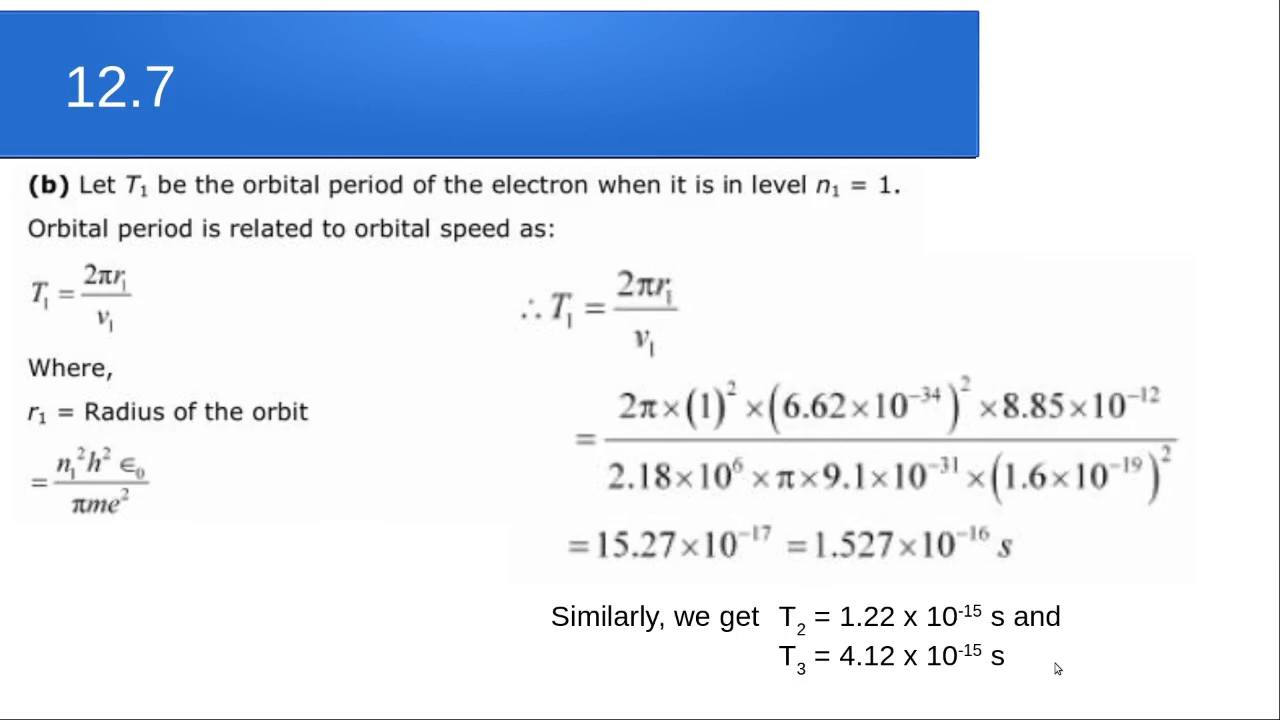 12.7
(b) Let T₁ be the orbital period of the electron when it is in level n₁ = 1.
Orbital period is related to orbital speed as:
T₁ = 2πr₁ / v₁
Where,
r₁ = Radius of the orbit
= n₁²h² ∈₀ / πme²
∴ T₁ = 2πr₁ / v₁
= 2π×(1)²×(6.62×10⁻³⁴)²×8.85×10⁻¹² / 2.18×10⁶×π×9.1×10⁻³¹×(1.6×10⁻¹⁹)²
=15.27×10⁻¹⁷ =1.527×10⁻¹⁶ s
Similarly, we get T₂ = 1.22 x 10⁻¹⁵ s and
T₃ = 4.12 x 10⁻¹⁵ s